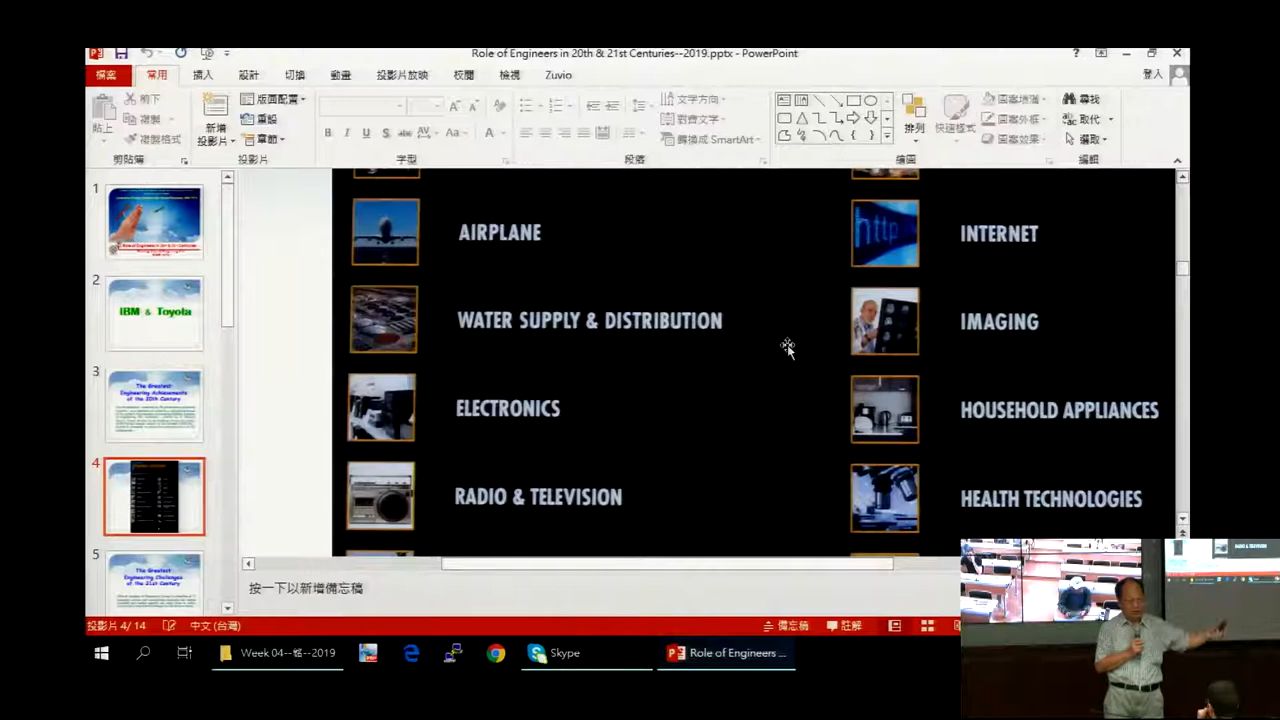 Role of Engineers in 20th & 21st Centuries--2019.pptx - PowerPoint
檔案 常用 插入 設計 切換 動畫 投影片放映 校閱 檢視 Zuvio 登入
剪下 版面配置 文字方向 圖案填滿 尋找
貼上 複製 新增投影片 重設 對齊文字 排列 快速樣式 圖案外框 取代
複製格式 章節 轉換成 SmartArt 圖案效果 選取
剪貼簿 投影片 字型 段落 繪圖 編輯
1
2
IBM & Toyota
3
The Greatest
Engineering Achievements
of the 20th Century
4
5
The Greatest
Engineering Challenges
of the 21st Century
AIRPLANE
WATER SUPPLY & DISTRIBUTION
ELECTRONICS
RADIO & TELEVISION
http
INTERNET
IMAGING
HOUSEHOLD APPLIANCES
HEALTH TECHNOLOGIES
按一下以新增備忘稿
投影片 4/14 中文 (台灣) 備忘稿 註解
Week 04--銘--2019 Skype Role of Engineers ...
RADIO & TELEVISION